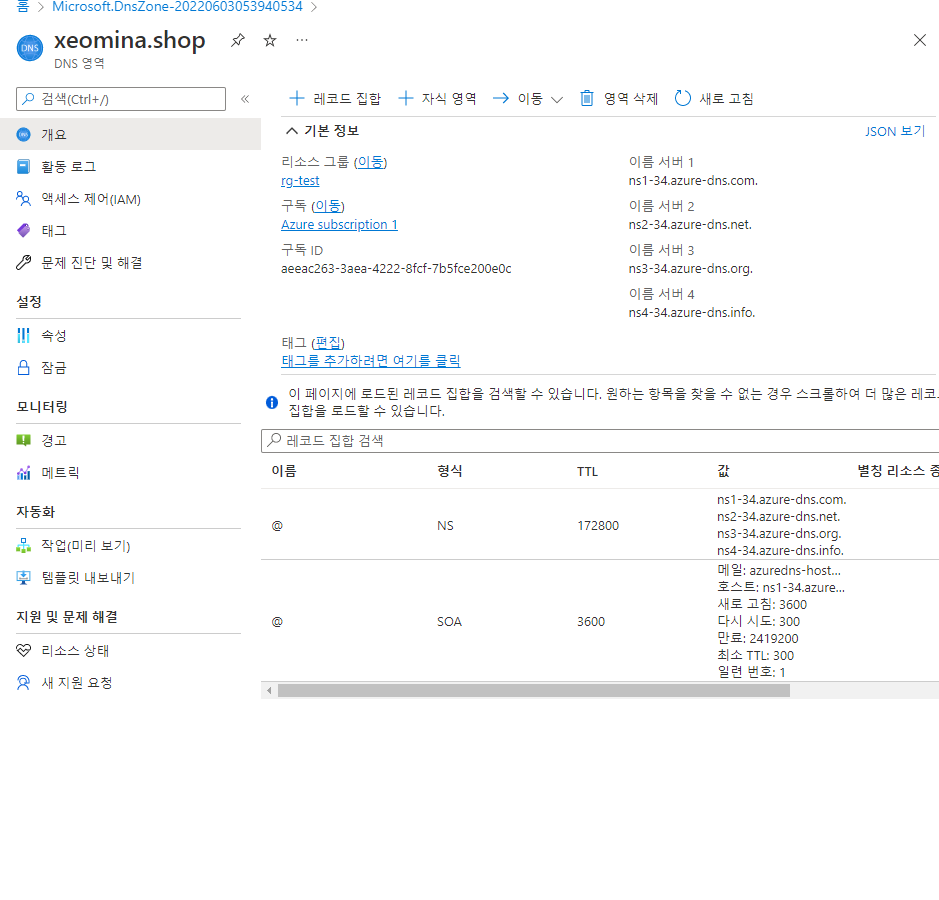 홈 > Microsoft.DnsZone-20220603053940534 >
DNS
xeomina.shop
DNS 영역
검색(Ctrl+/)
개요
활동 로그
액세스 제어(IAM)
태그
문제 진단 및 해결
설정
속성
잠금
모니터링
경고
메트릭
자동화
작업(미리 보기)
템플릿 내보내기
지원 및 문제 해결
리소스 상태
새 지원 요청
레코드 집합 자식 영역 이동 영역 삭제 새로 고침
기본 정보 JSON 보기
리소스 그룹 (이동)
rg-test
구독 (이동)
Azure subscription 1
구독 ID
aeeac263-3aea-4222-8fcf-7b5fce200e0c
이름 서버 1
ns1-34.azure-dns.com.
이름 서버 2
ns2-34.azure-dns.net.
이름 서버 3
ns3-34.azure-dns.org.
이름 서버 4
ns4-34.azure-dns.info.
태그 (편집)
태그를 추가하려면 여기를 클릭
이 페이지에 로드된 레코드 집합을 검색할 수 있습니다. 원하는 항목을 찾을 수 없는 경우 스크롤하여 더 많은 레코
집합을 로드할 수 있습니다.
레코드 집합 검색
이름 형식 TTL 값 별칭 리소스 종
@ NS 172800
ns1-34.azure-dns.com.
ns2-34.azure-dns.net.
ns3-34.azure-dns.org.
ns4-34.azure-dns.info.
@ SOA 3600
메일: azuredns-host...
호스트: ns1-34.azure...
새로 고침: 3600
다시 시도: 300
만료: 2419200
최소 TTL: 300
일련 번호: 1